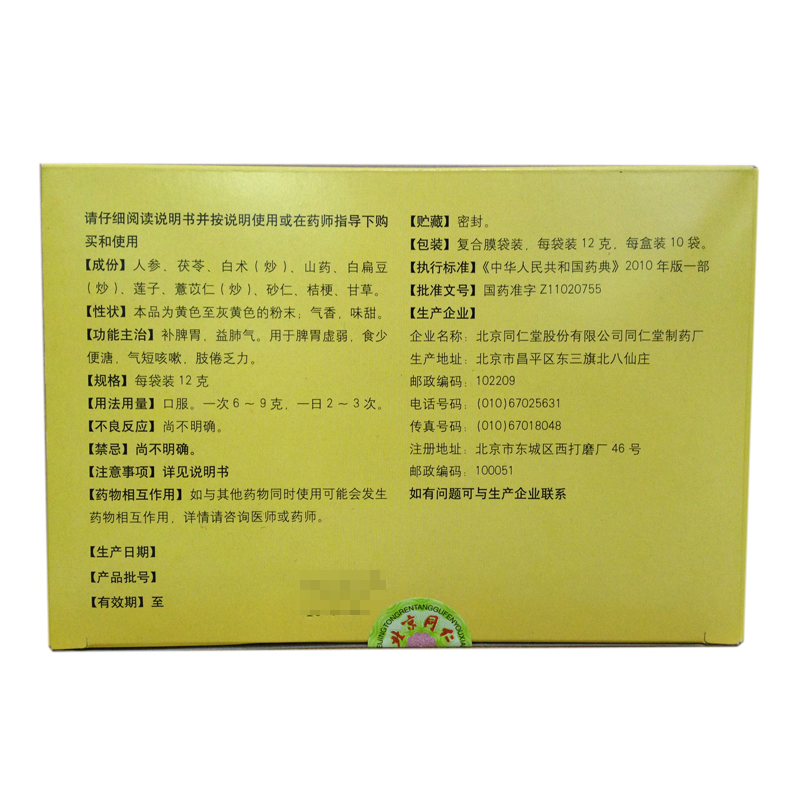 请仔细阅读说明书并按说明使用或在药师指导下购
买和使用
【成份】人参、茯苓、白术（炒）、山药、白扁豆
（炒）、莲子、薏苡仁（炒）、砂仁、桔梗、甘草。
【性状】本品为黄色至灰黄色的粉末；气香，味甜。
【功能主治】补脾胃，益肺气。用于脾胃虚弱，食少
便溏，气短咳嗽，肢倦乏力。
【规格】每袋装12克
【用法用量】口服。一次6～9克，一日2～3次。
【不良反应】尚不明确。
【禁忌】尚不明确。
【注意事项】详见说明书
【药物相互作用】如与其他药物同时使用可能会发生
药物相互作用，详情请咨询医师或药师。
【生产日期】
【产品批号】
【有效期】至
【贮藏】密封。
【包装】复合膜袋装，每袋装12克，每盒装10袋。
【执行标准】《中华人民共和国药典》2010年版一部
【批准文号】国药准字Z11020755
【生产企业】
企业名称：北京同仁堂股份有限公司同仁堂制药厂
生产地址：北京市昌平区东三旗北八仙庄
邮政编码：102209
电话号码：(010)67025631
传真号码：(010)67018048
注册地址：北京市东城区西打磨厂46号
邮政编码：100051
如有问题可与生产企业联系
北京同仁